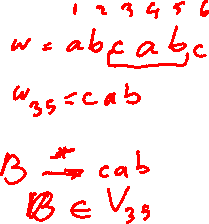 1 2 3 4 5 6
w = abcabc
w35 = cab
B →* cab
B ∈ V35